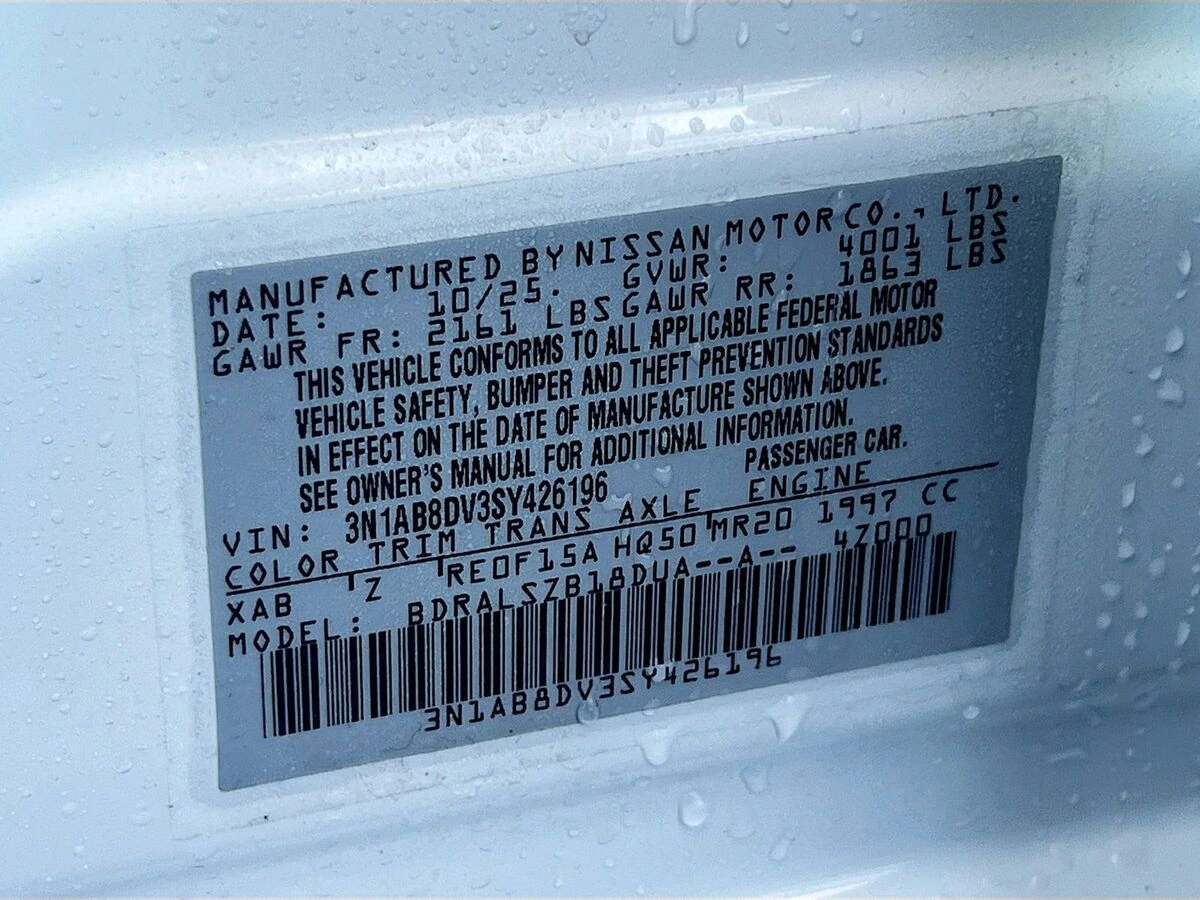 MANUFACTURED BY NISSAN MOTOR CO., LTD.
DATE: 10/25. GVWR: 4001 LBS
GAWR FR: 2161 LBS GAWR RR: 1863 LBS
THIS VEHICLE CONFORMS TO ALL APPLICABLE FEDERAL MOTOR
VEHICLE SAFETY, BUMPER AND THEFT PREVENTION STANDARDS
IN EFFECT ON THE DATE OF MANUFACTURE SHOWN ABOVE.
SEE OWNER'S MANUAL FOR ADDITIONAL INFORMATION.
VIN: 3N1AB8DV3SY426196 PASSENGER CAR.
COLOR TRIM TRANS AXLE ENGINE
XAB Z RE0F15A HQ50 MR20 1997 CC
MODEL: BDRALSZB18DUA--A-- 4Z000
3N1AB8DV3SY426196